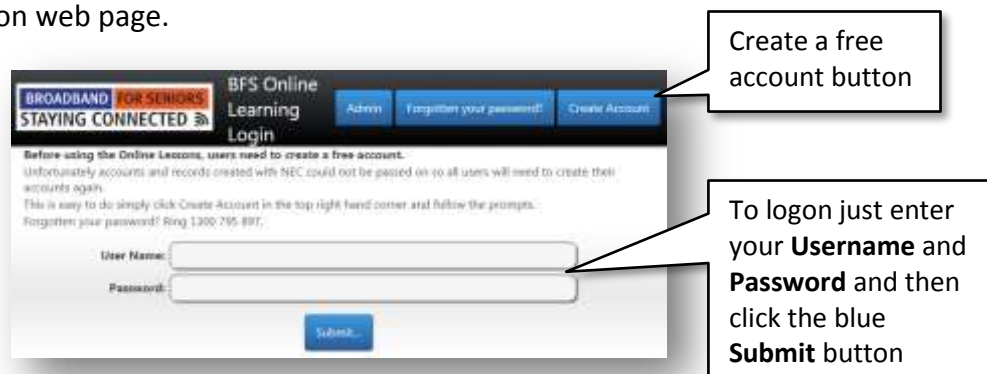 on web page.
Create a free
account button
BROADBAND FOR SENIORS
STAYING CONNECTED
BFS Online
Learning
Login
Admin
Forgotten your password?
Create Account
Before using the Online Lessons, users need to create a free account.
Unfortunately accounts and records created with NEC could not be passed on so all users will need to create their
accounts again.
This is easy to do simply click Create Account in the top right hand corner and follow the prompts.
Forgotten your password? Ring 1300 795 897.
User Name:
Password:
Submit...
To logon just enter
your Username and
Password and then
click the blue
Submit button